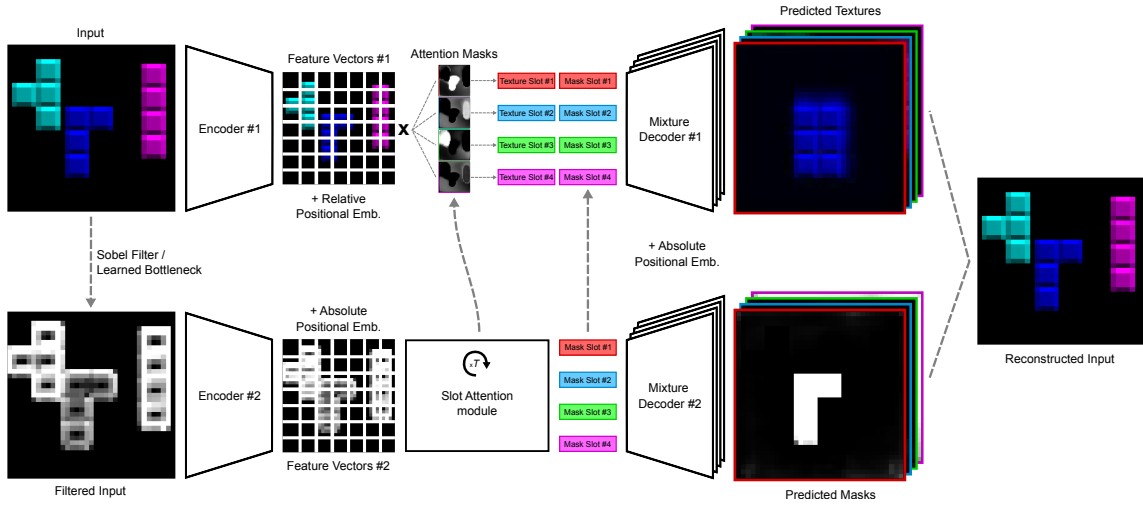 Input
Encoder #1
Feature Vectors #1
+ Relative
Positional Emb.
X
Attention Masks
Texture Slot #1
Mask Slot #1
Texture Slot #2
Mask Slot #2
Texture Slot #3
Mask Slot #3
Texture Slot #4
Mask Slot #4
Mixture
Decoder #1
Predicted Textures
Sobel Filter /
Learned Bottleneck
+ Absolute
Positional Emb.
Reconstructed Input
Filtered Input
Encoder #2
+ Absolute
Positional Emb.
Feature Vectors #2
xT
Slot Attention
module
Mask Slot #1
Mask Slot #2
Mask Slot #3
Mask Slot #4
Mixture
Decoder #2
Predicted Masks